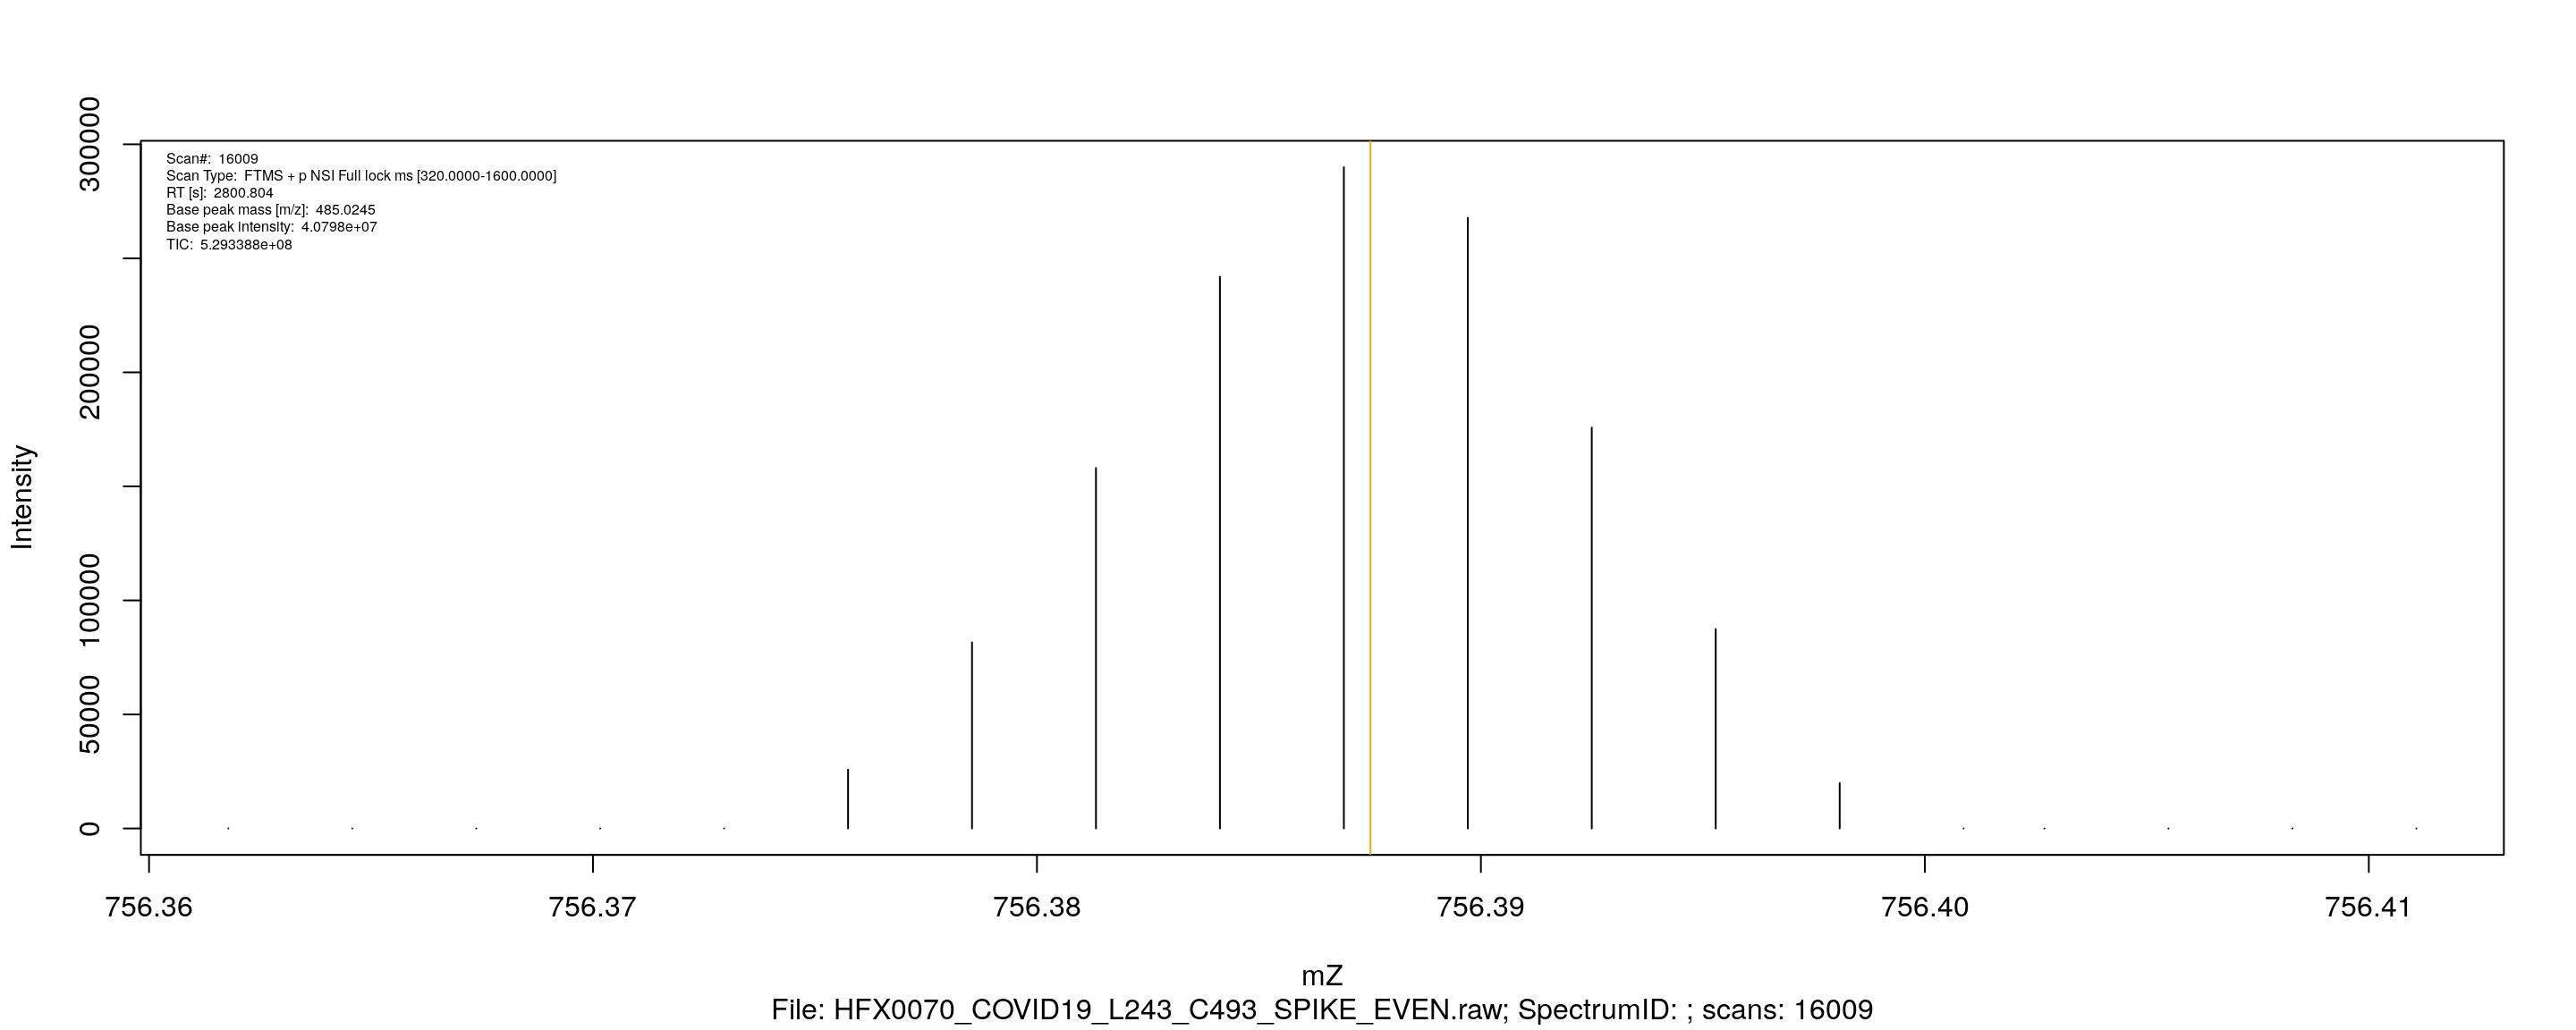 Scan#: 16009
Scan Type: FTMS + p NSI Full lock ms [320.0000-1600.0000]
RT [s]: 2800.804
Base peak mass [m/z]: 485.0245
Base peak intensity: 4.0798e+07
TIC: 5.293388e+08
300000
200000
100000
50000
0
Intensity
756.36 756.37 756.38 756.39 756.40 756.41
mZ
File: HFX0070_COVID19_L243_C493_SPIKE_EVEN.raw; SpectrumID: ; scans: 16009